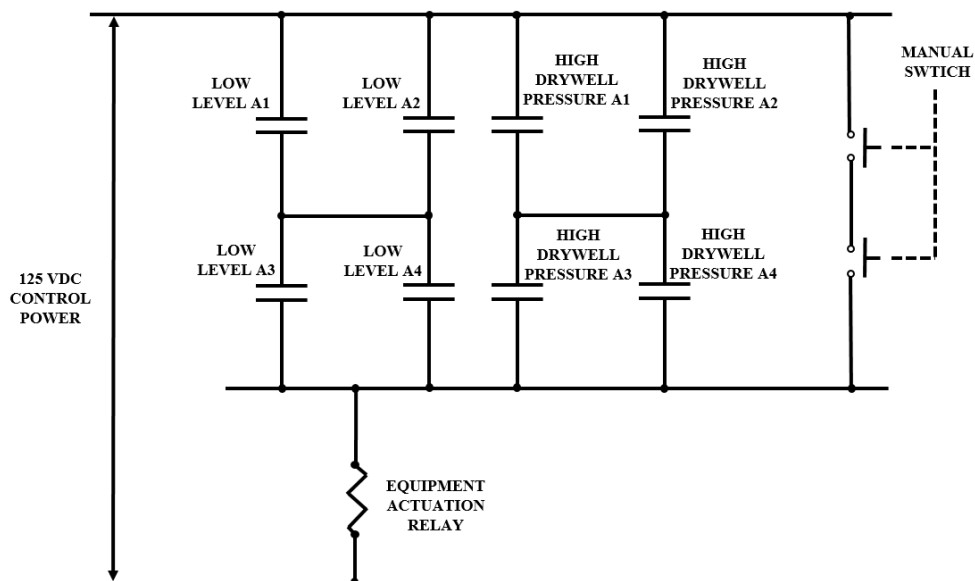 LOW
LEVEL A1
LOW
LEVEL A2
HIGH
DRYWELL
PRESSURE A1
HIGH
DRYWELL
PRESSURE A2
MANUAL
SWTICH
LOW
LEVEL A3
LOW
LEVEL A4
HIGH
DRYWELL
PRESSURE A3
HIGH
DRYWELL
PRESSURE A4
125 VDC
CONTROL
POWER
EQUIPMENT
ACTUATION
RELAY